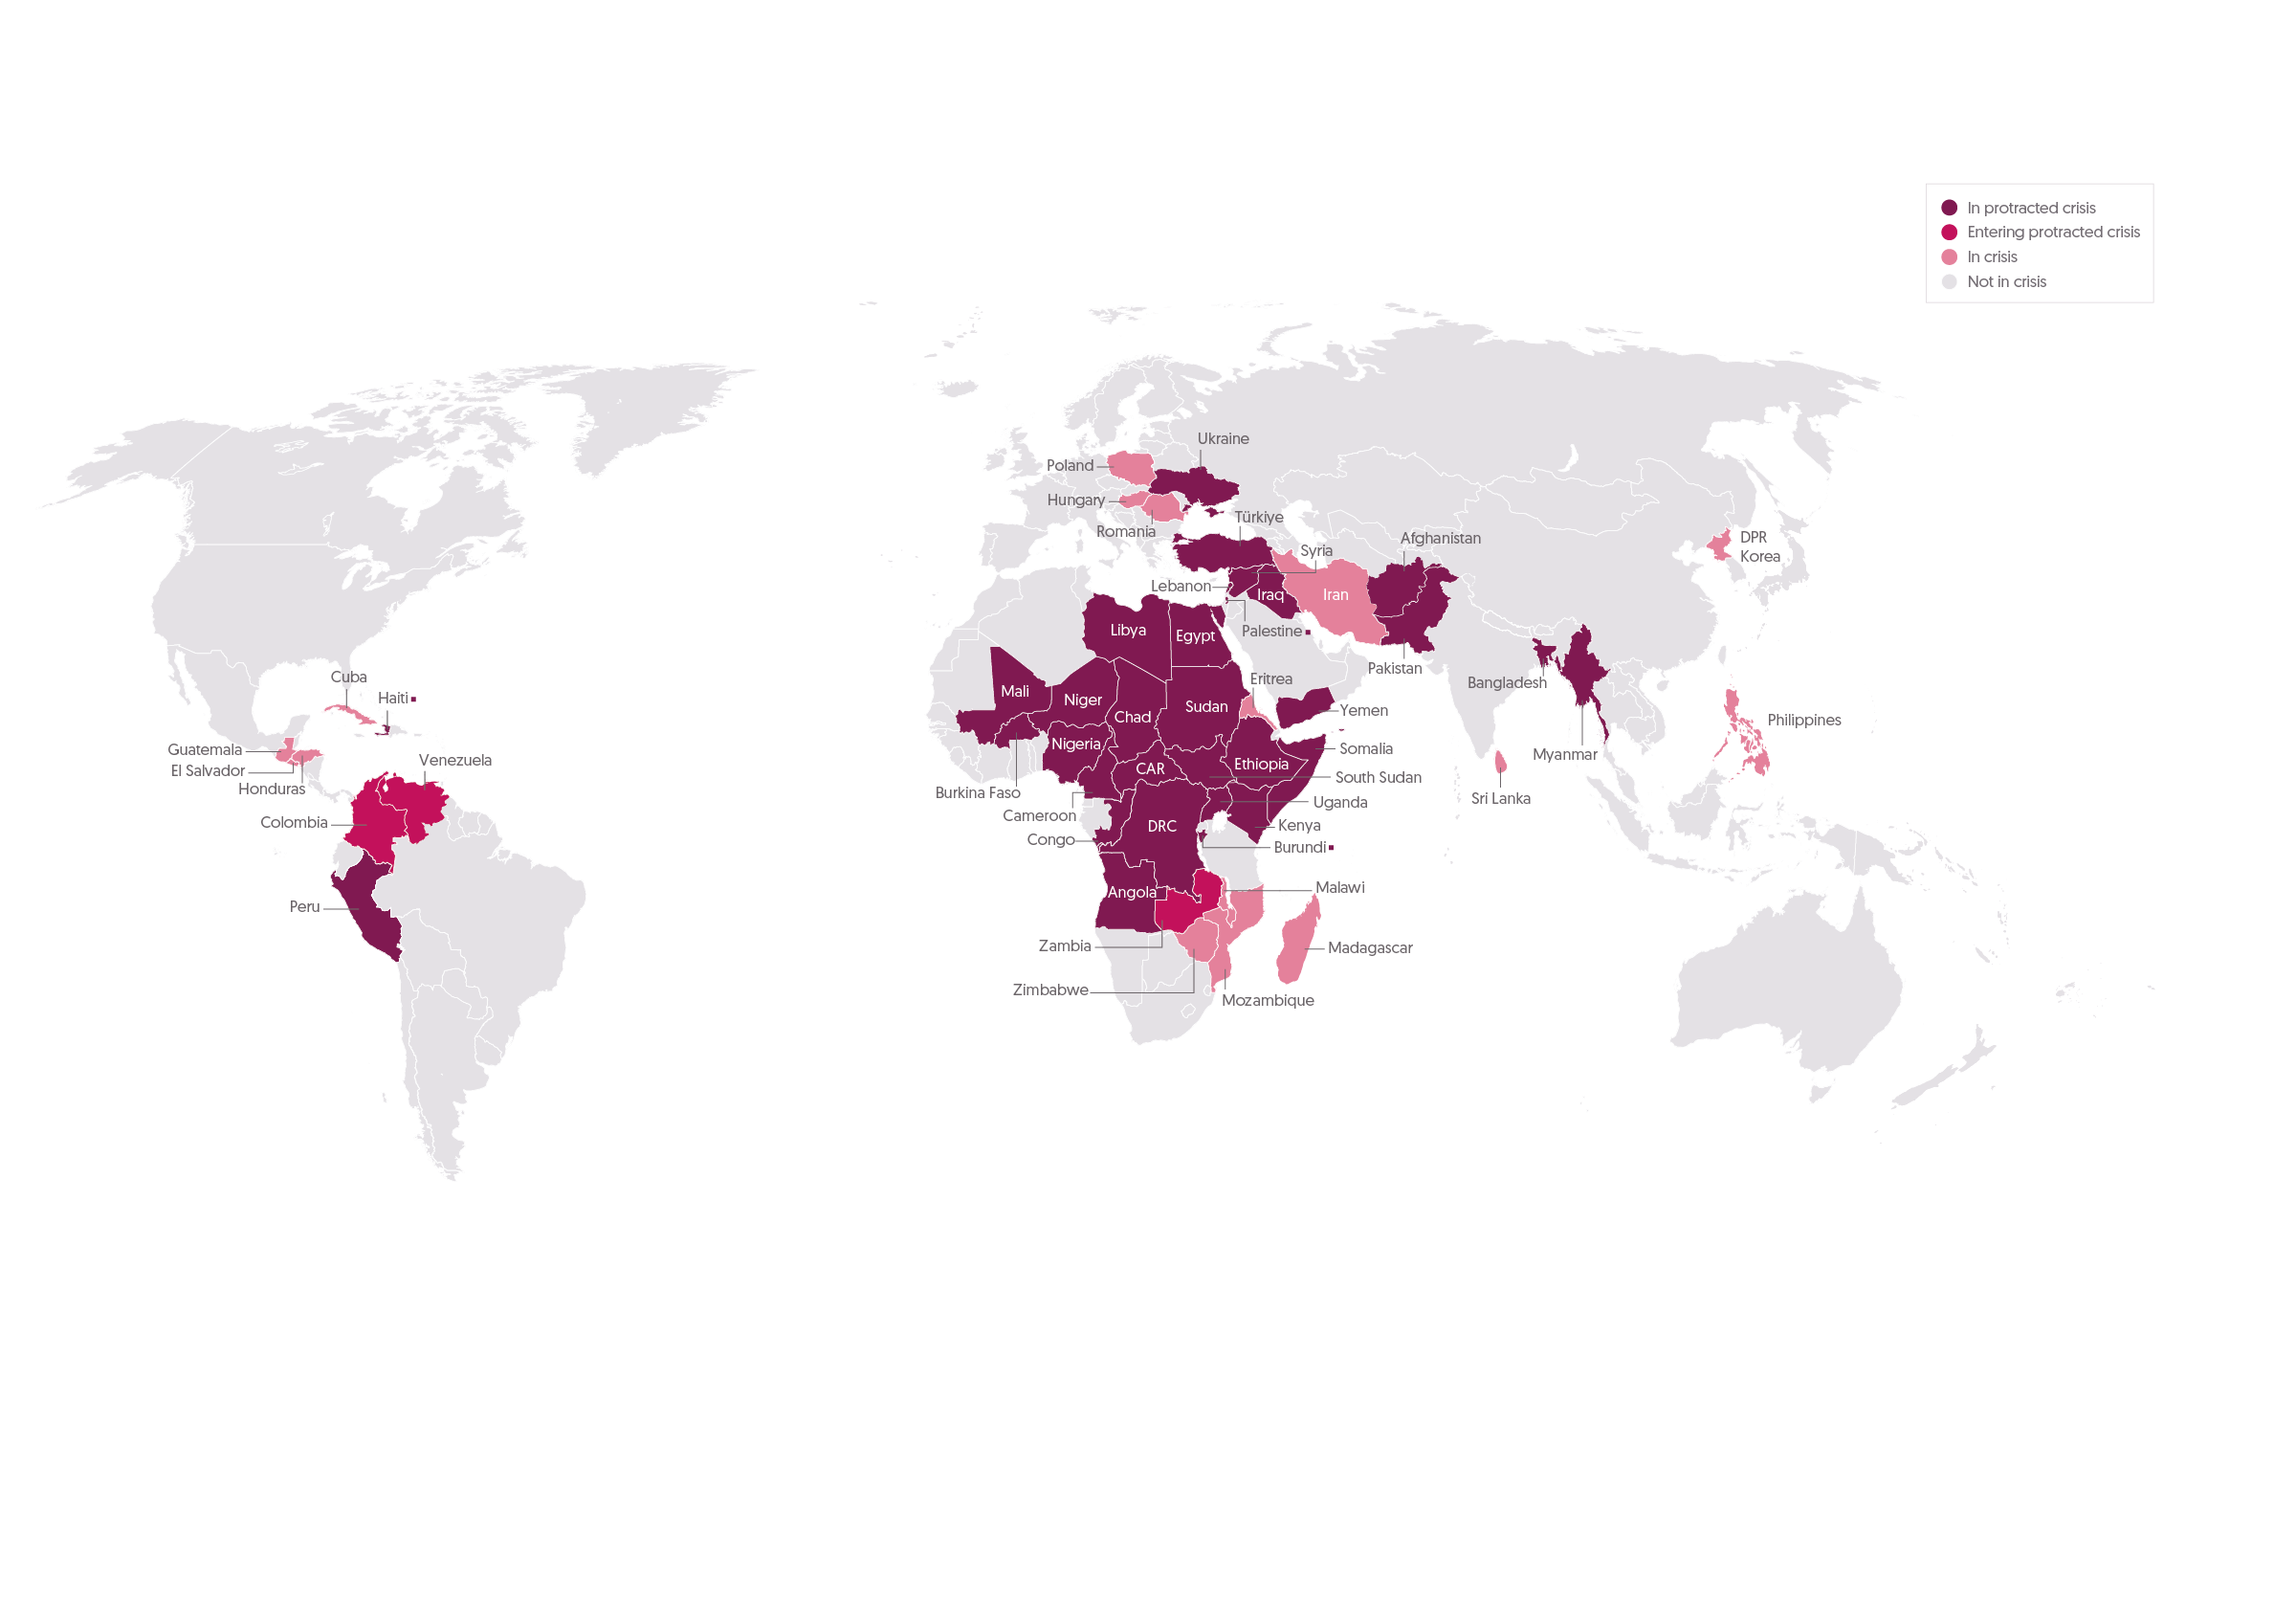 In protracted crisis
Entering protracted crisis
In crisis
Not in crisis
Ukraine
Poland
Hungary
Türkiye
Romania
Afghanistan
DPR
Korea
Syria
Lebanon
Iraq
Iran
Libya
Egypt
Palestine
Pakistan
Cuba
Eritrea
Bangladesh
Haiti
Mali
Niger
Sudan
Yemen
Chad
Philippines
Nigeria
Guatemala
Somalia
Myanmar
Venezuela
Ethiopia
CAR
El Salvador
South Sudan
Honduras
Burkina Faso
Sri Lanka
Uganda
Cameroon
Colombia
DRC
Kenya
Congo
Burundi
Malawi
Angola
Peru
Zambia
Madagascar
Zimbabwe
Mozambique